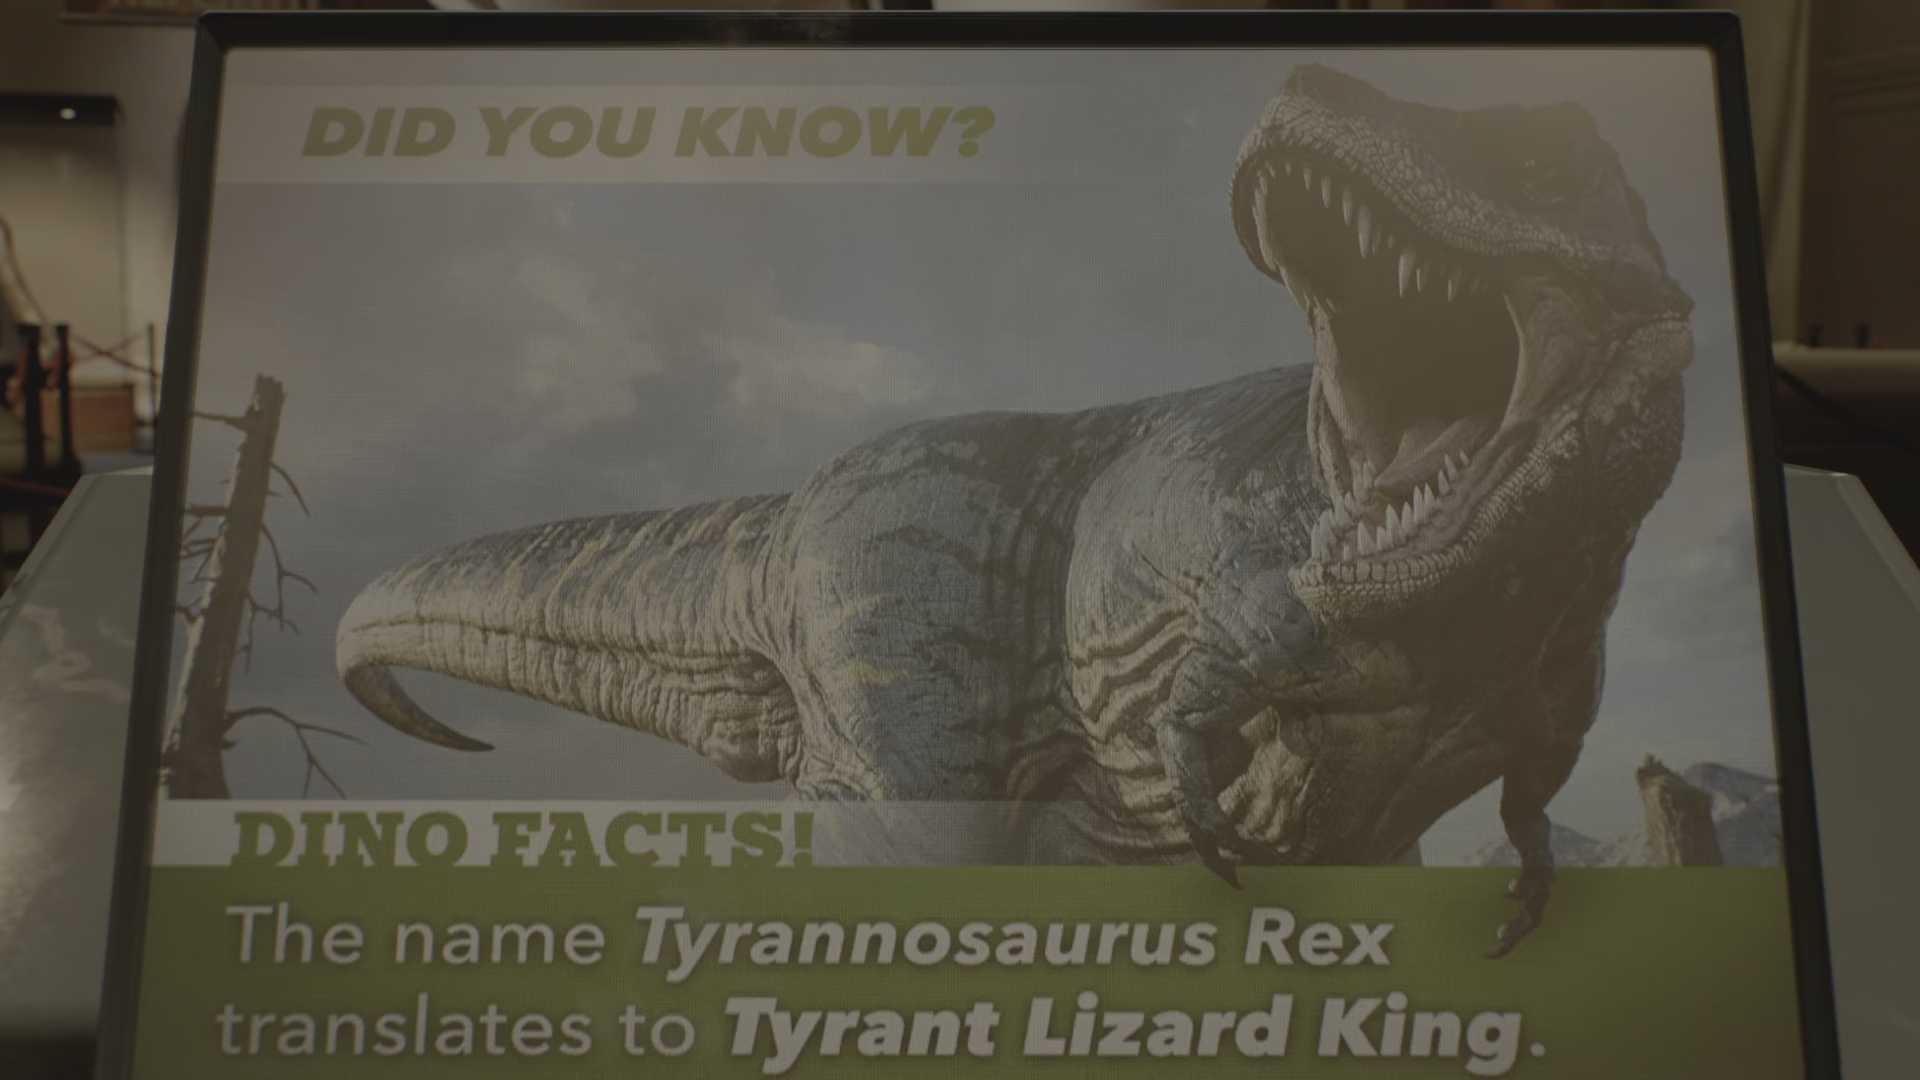 DID YOU KNOW?
DINO FACTS!
The name Tyrannosaurus Rex
translates to Tyrant Lizard King.